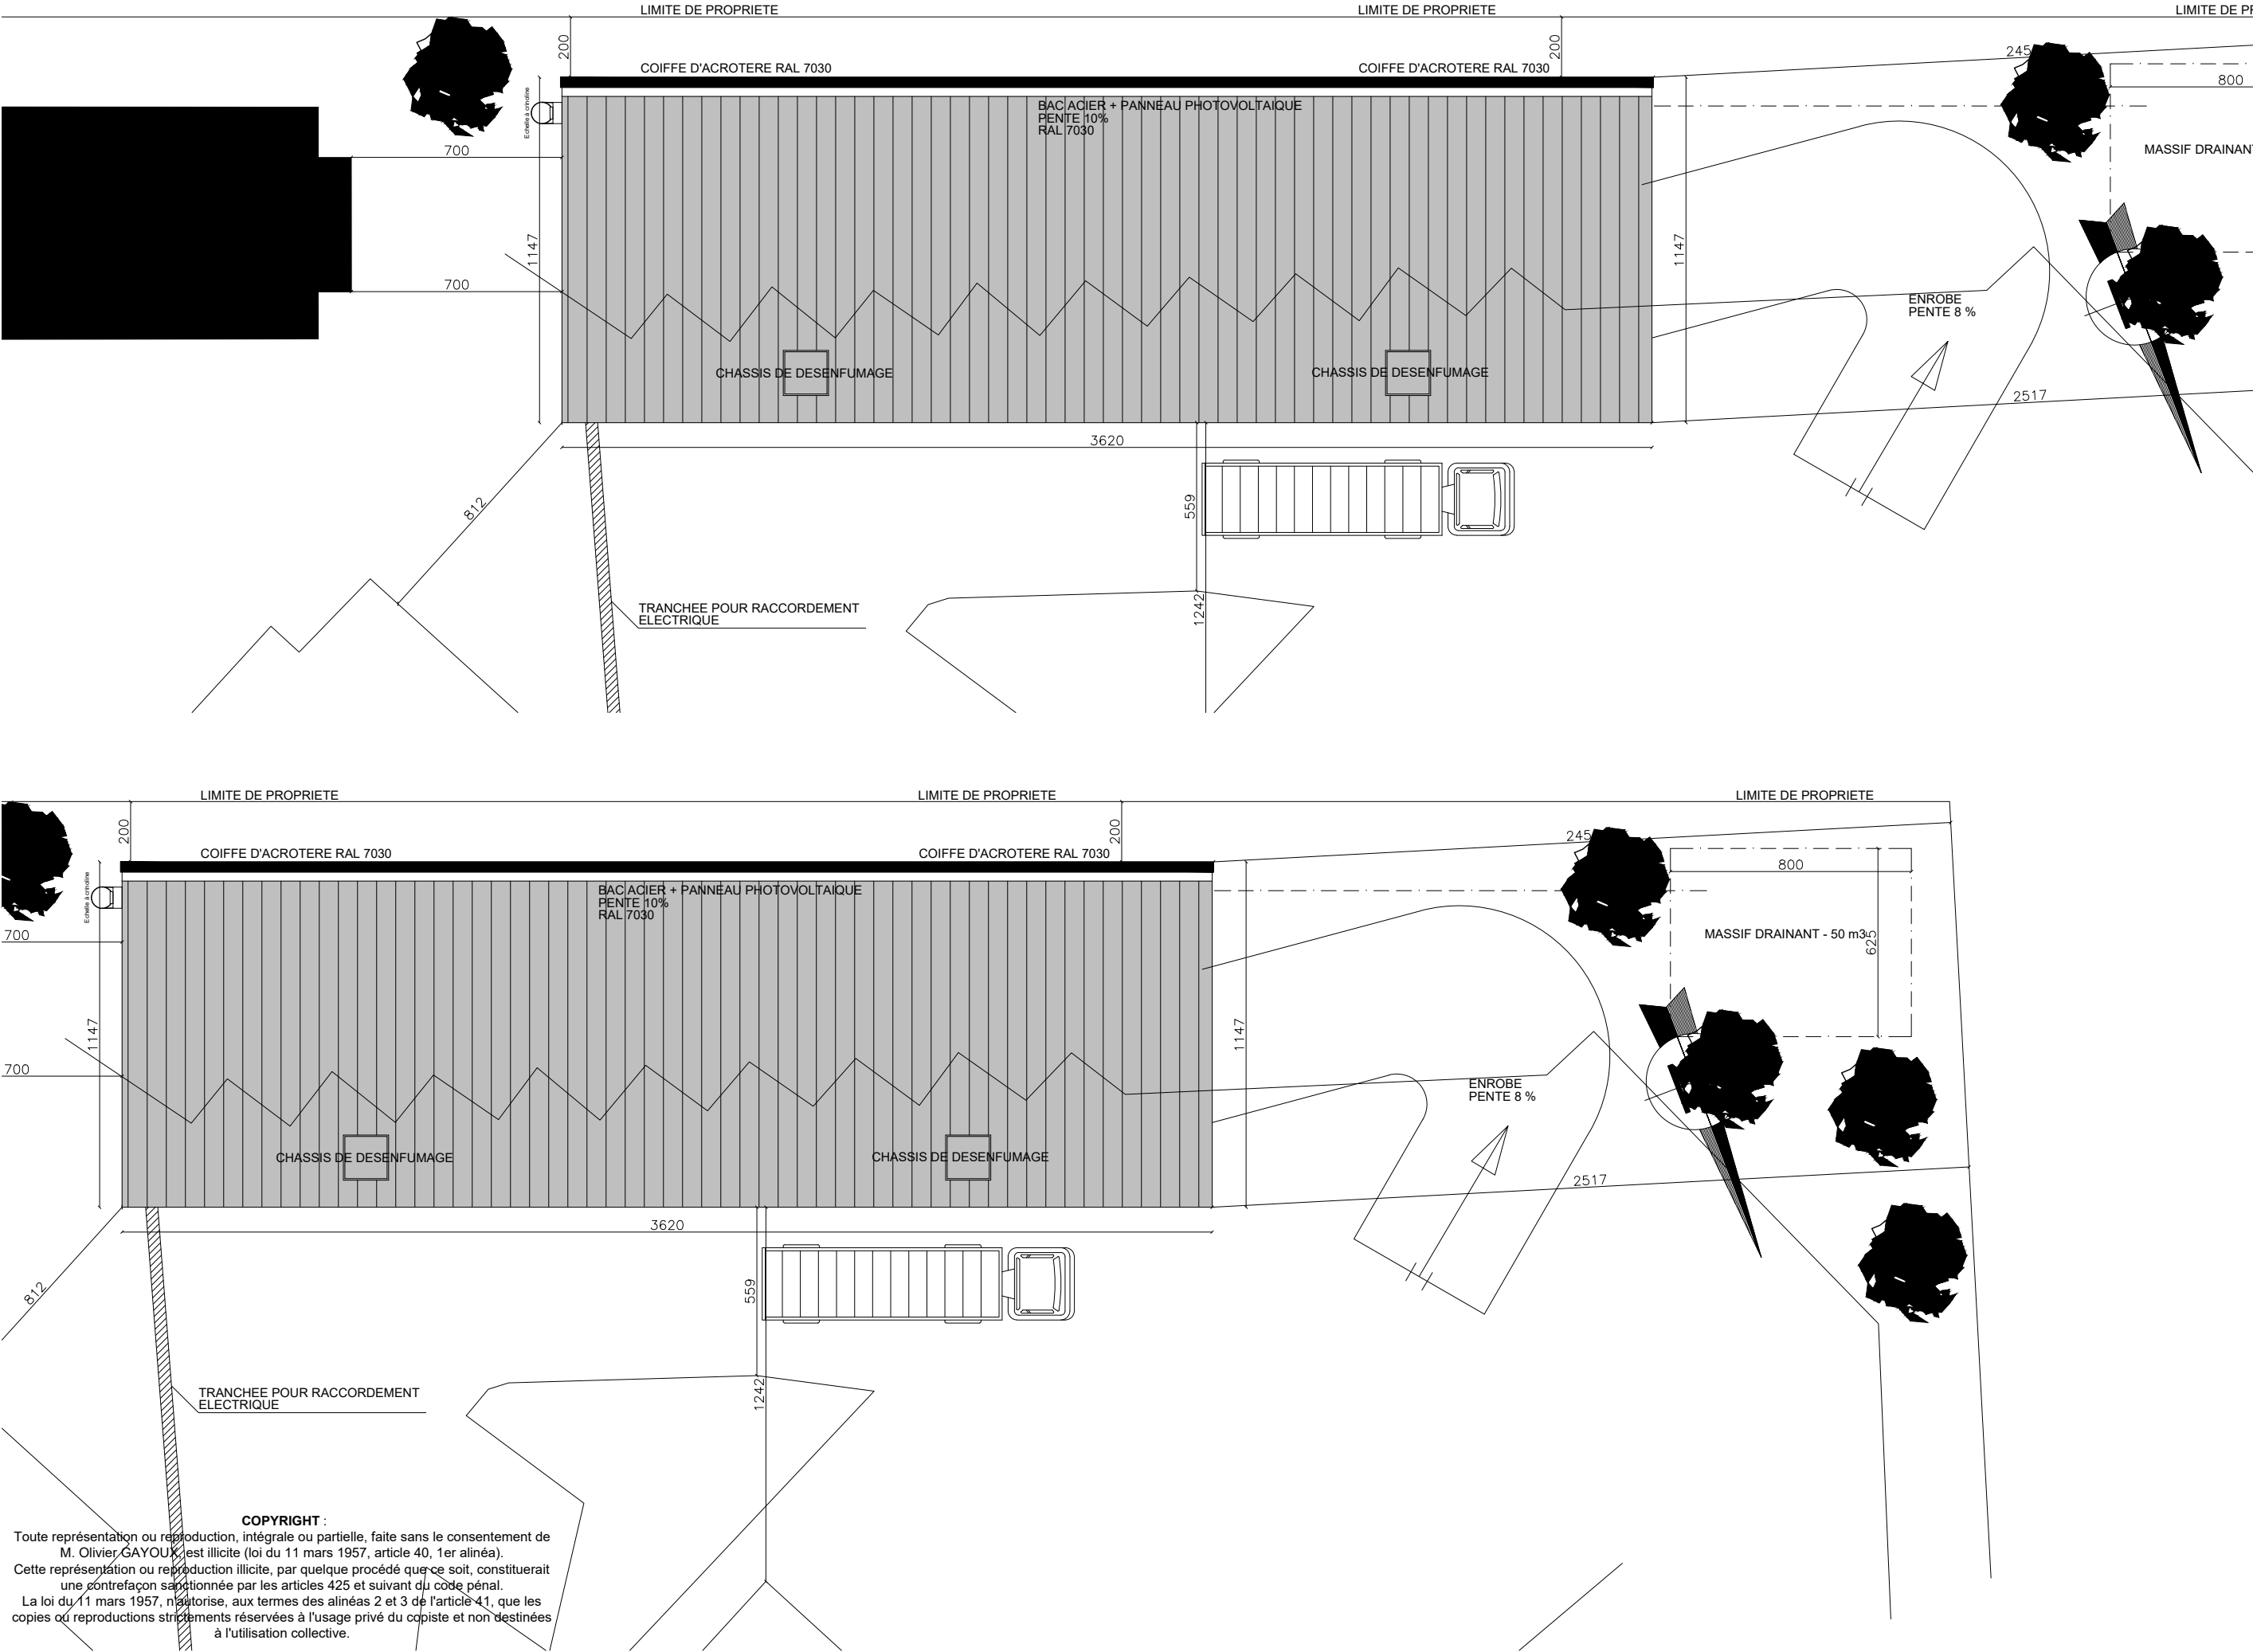 LIMITE DE PROPRIETE
LIMITE DE PROPRIETE
LIMITE DE PR
200
200
245
COIFFE D'ACROTERE RAL 7030
COIFFE D'ACROTERE RAL 7030
800
Echelle à crinoline
BAC ACIER + PANNEAU PHOTOVOLTAIQUE
PENTE 10%
RAL 7030
700
MASSIF DRAINANT
1147
1147
700
ENROBE
PENTE 8 %
CHASSIS DE DESENFUMAGE
CHASSIS DE DESENFUMAGE
2517
3620
812
559
TRANCHEE POUR RACCORDEMENT
ELECTRIQUE
1242
LIMITE DE PROPRIETE
LIMITE DE PROPRIETE
LIMITE DE PROPRIETE
200
200
245
COIFFE D'ACROTERE RAL 7030
COIFFE D'ACROTERE RAL 7030
800
Echelle à crinoline
BAC ACIER + PANNEAU PHOTOVOLTAIQUE
PENTE 10%
RAL 7030
700
MASSIF DRAINANT - 50 m3
625
1147
1147
700
ENROBE
PENTE 8 %
CHASSIS DE DESENFUMAGE
CHASSIS DE DESENFUMAGE
2517
3620
812
559
TRANCHEE POUR RACCORDEMENT
ELECTRIQUE
1242
COPYRIGHT :
Toute représentation ou reproduction, intégrale ou partielle, faite sans le consentement de
M. Olivier GAYOUX, est illicite (loi du 11 mars 1957, article 40, 1er alinéa).
Cette représentation ou reproduction illicite, par quelque procédé que ce soit, constituerait
une contrefaçon sanctionnée par les articles 425 et suivant du code pénal.
La loi du 11 mars 1957, n'autorise, aux termes des alinéas 2 et 3 de l'article 41, que les
copies ou reproductions strictements réservées à l'usage privé du copiste et non destinées
à l'utilisation collective.